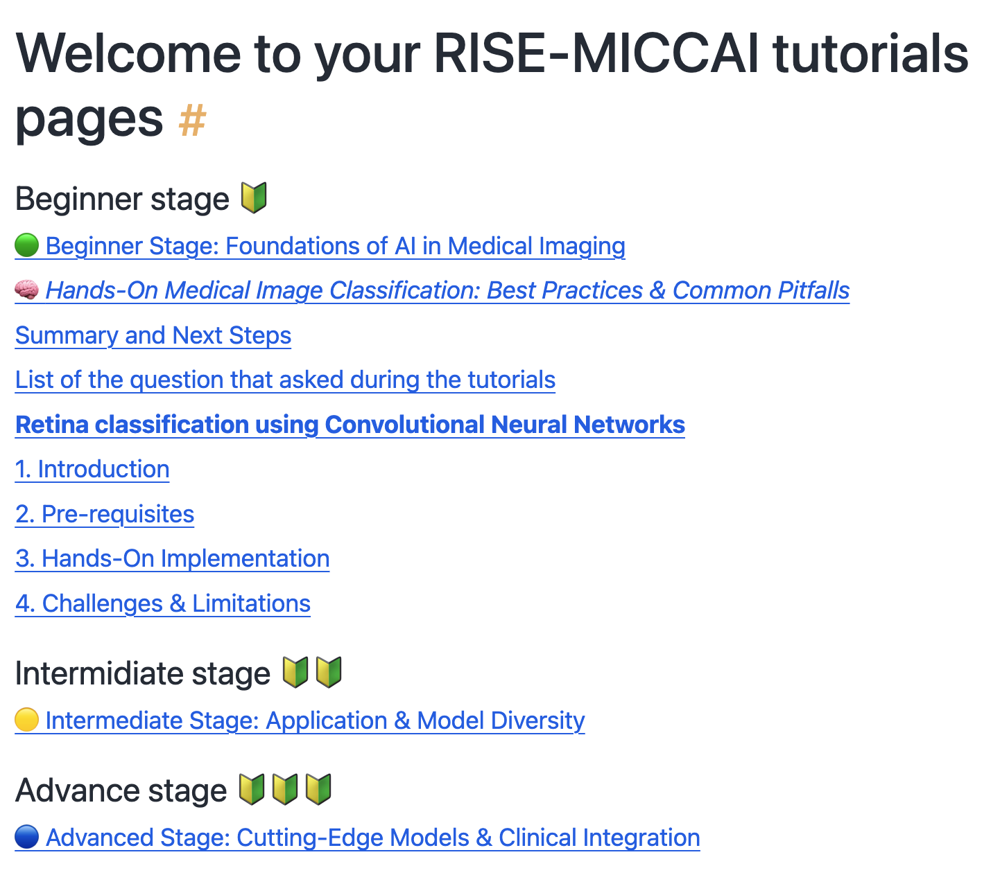 Welcome to your RISE-MICCAI tutorials
pages #
Beginner stage 🔰
🟢 Beginner Stage: Foundations of AI in Medical Imaging
🧠 Hands-On Medical Image Classification: Best Practices & Common Pitfalls
Summary and Next Steps
List of the question that asked during the tutorials
Retina classification using Convolutional Neural Networks
1. Introduction
2. Pre-requisites
3. Hands-On Implementation
4. Challenges & Limitations
Intermidiate stage 🔰🔰
🟡 Intermediate Stage: Application & Model Diversity
Advance stage 🔰🔰🔰
🔵 Advanced Stage: Cutting-Edge Models & Clinical Integration